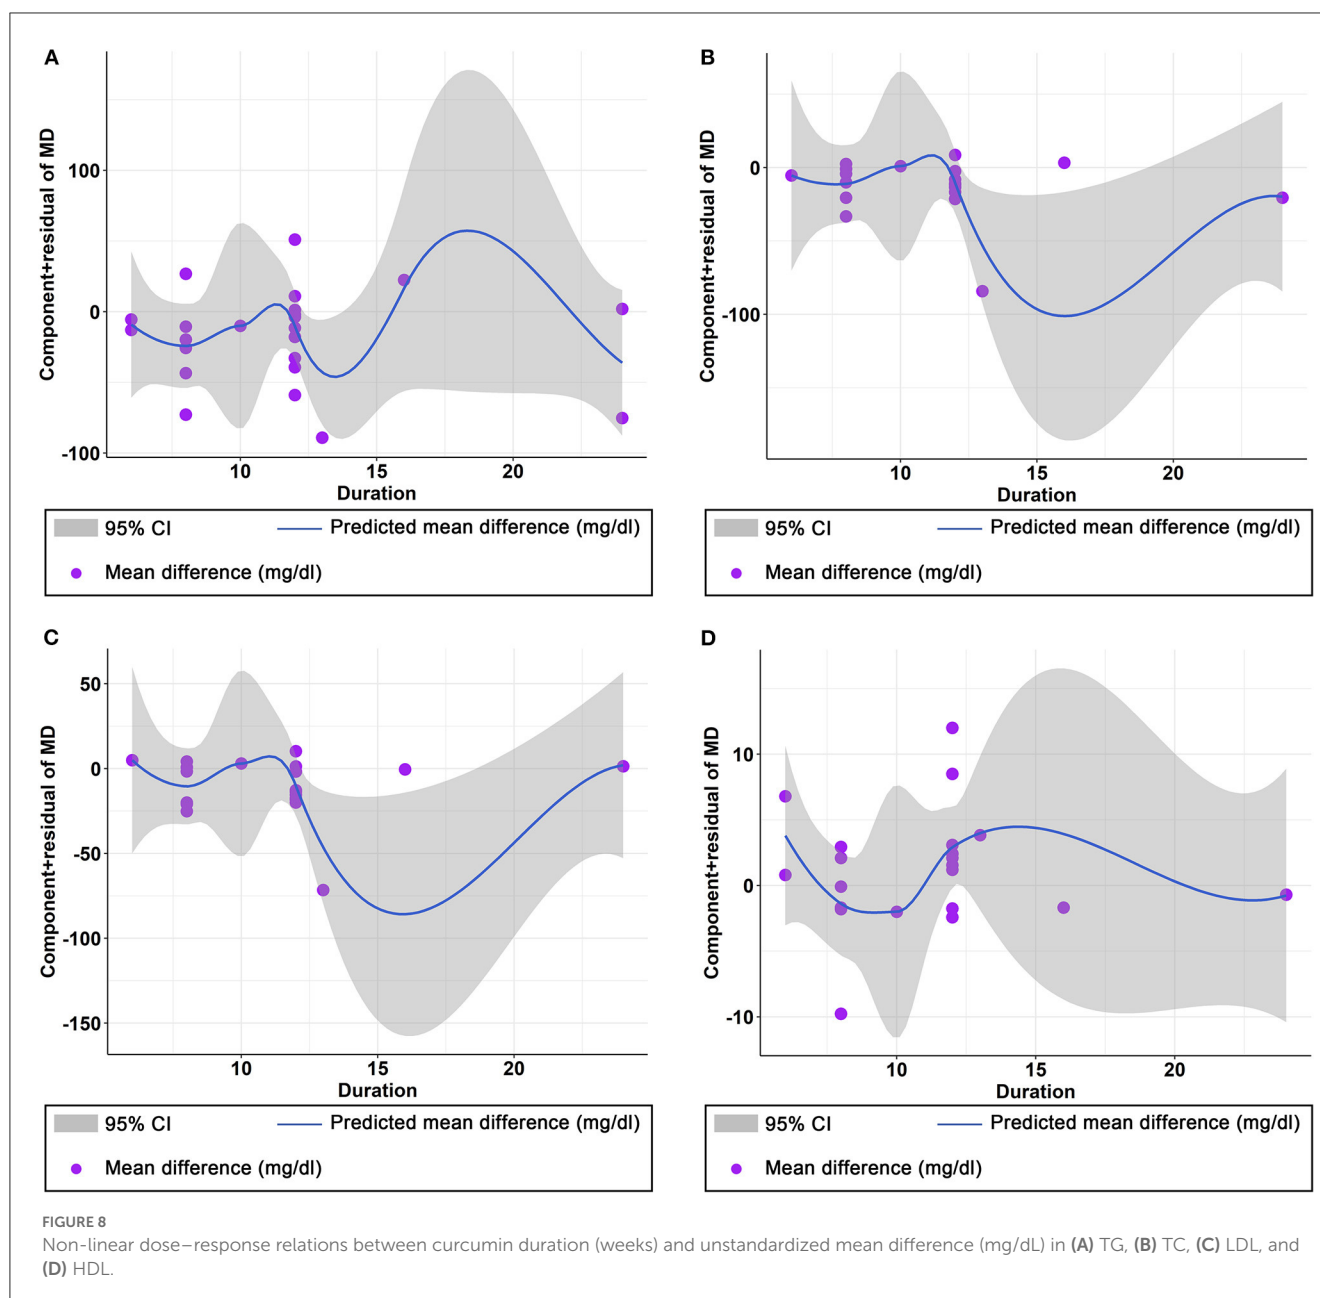 A
Component+residual of MD
100
0
-100
10
15
20
Duration
95% CI
Predicted mean difference (mg/dl)
Mean difference (mg/dl)
B
Component+residual of MD
0
-100
10
15
20
Duration
95% CI
Predicted mean difference (mg/dl)
Mean difference (mg/dl)
C
Component+residual of MD
50
0
-50
-100
-150
10
15
20
Duration
95% CI
Predicted mean difference (mg/dl)
Mean difference (mg/dl)
D
Component+residual of MD
10
0
-10
10
15
20
Duration
95% CI
Predicted mean difference (mg/dl)
Mean difference (mg/dl)
FIGURE 8
Non-linear dose–response relations between curcumin duration (weeks) and unstandardized mean difference (mg/dL) in (A) TG, (B) TC, (C) LDL, and
(D) HDL.